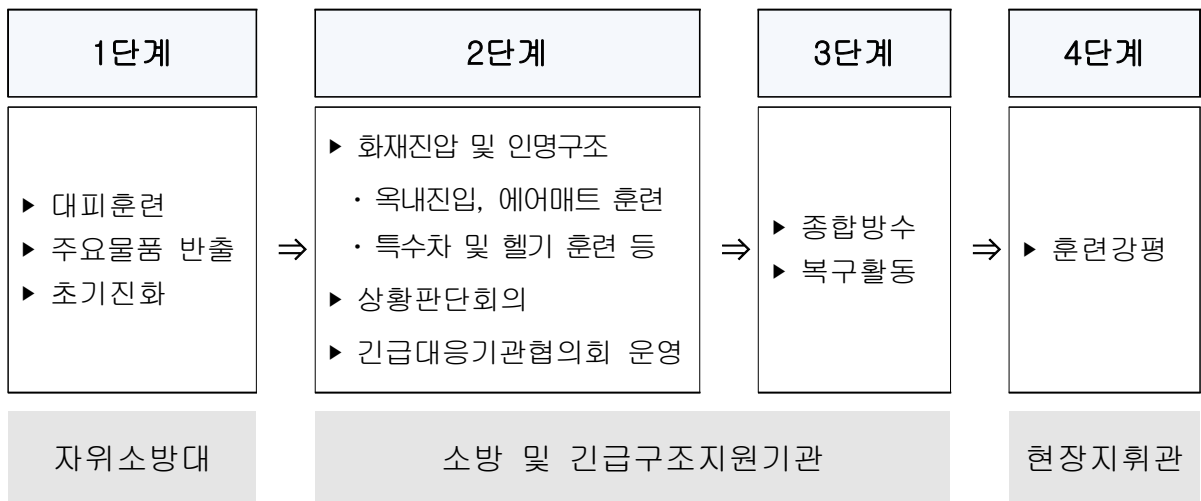 1단계
2단계
3단계
4단계
▶ 대피훈련
▶ 주요물품 반출
▶ 초기진화
⇒
▶ 화재진압 및 인명구조
· 옥내진입, 에어매트 훈련
· 특수차 및 헬기 훈련 등
▶ 상황판단회의
▶ 긴급대응기관협의회 운영
⇒
▶ 종합방수
▶ 복구활동
⇒
▶ 훈련강평
자위소방대
소방 및 긴급구조지원기관
현장지휘관